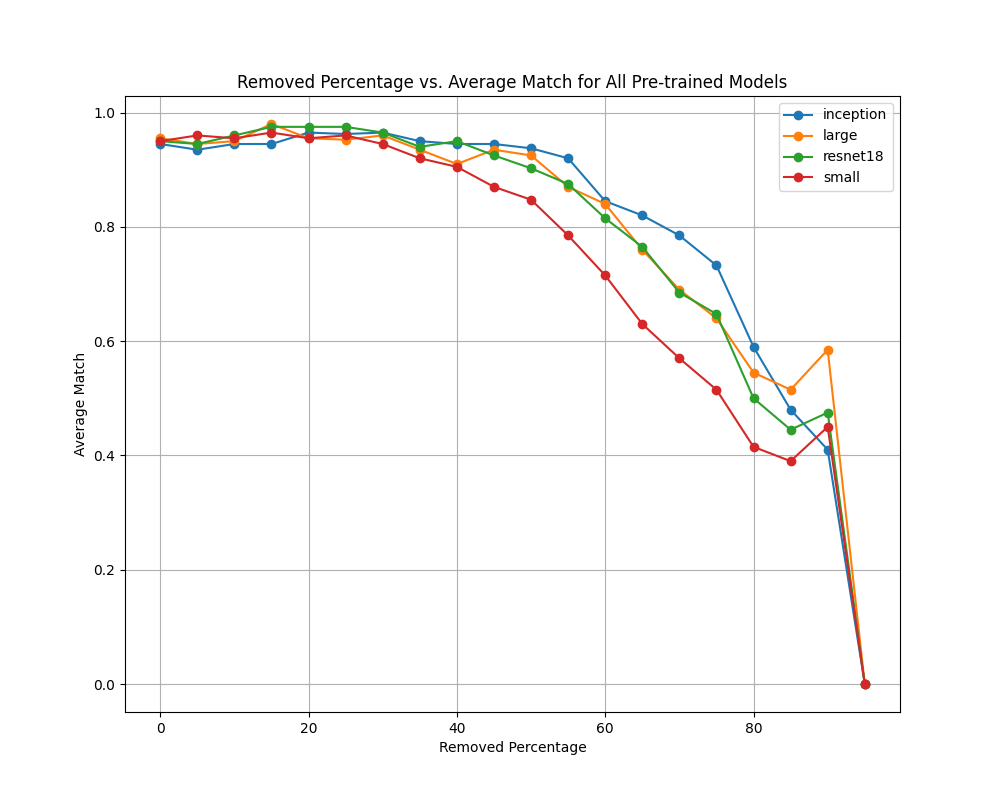 Removed Percentage vs. Average Match for All Pre-trained Models
inception
large
resnet18
small
1.0
0.8
0.6
0.4
0.2
0.0
Average Match
0 20 40 60 80
Removed Percentage